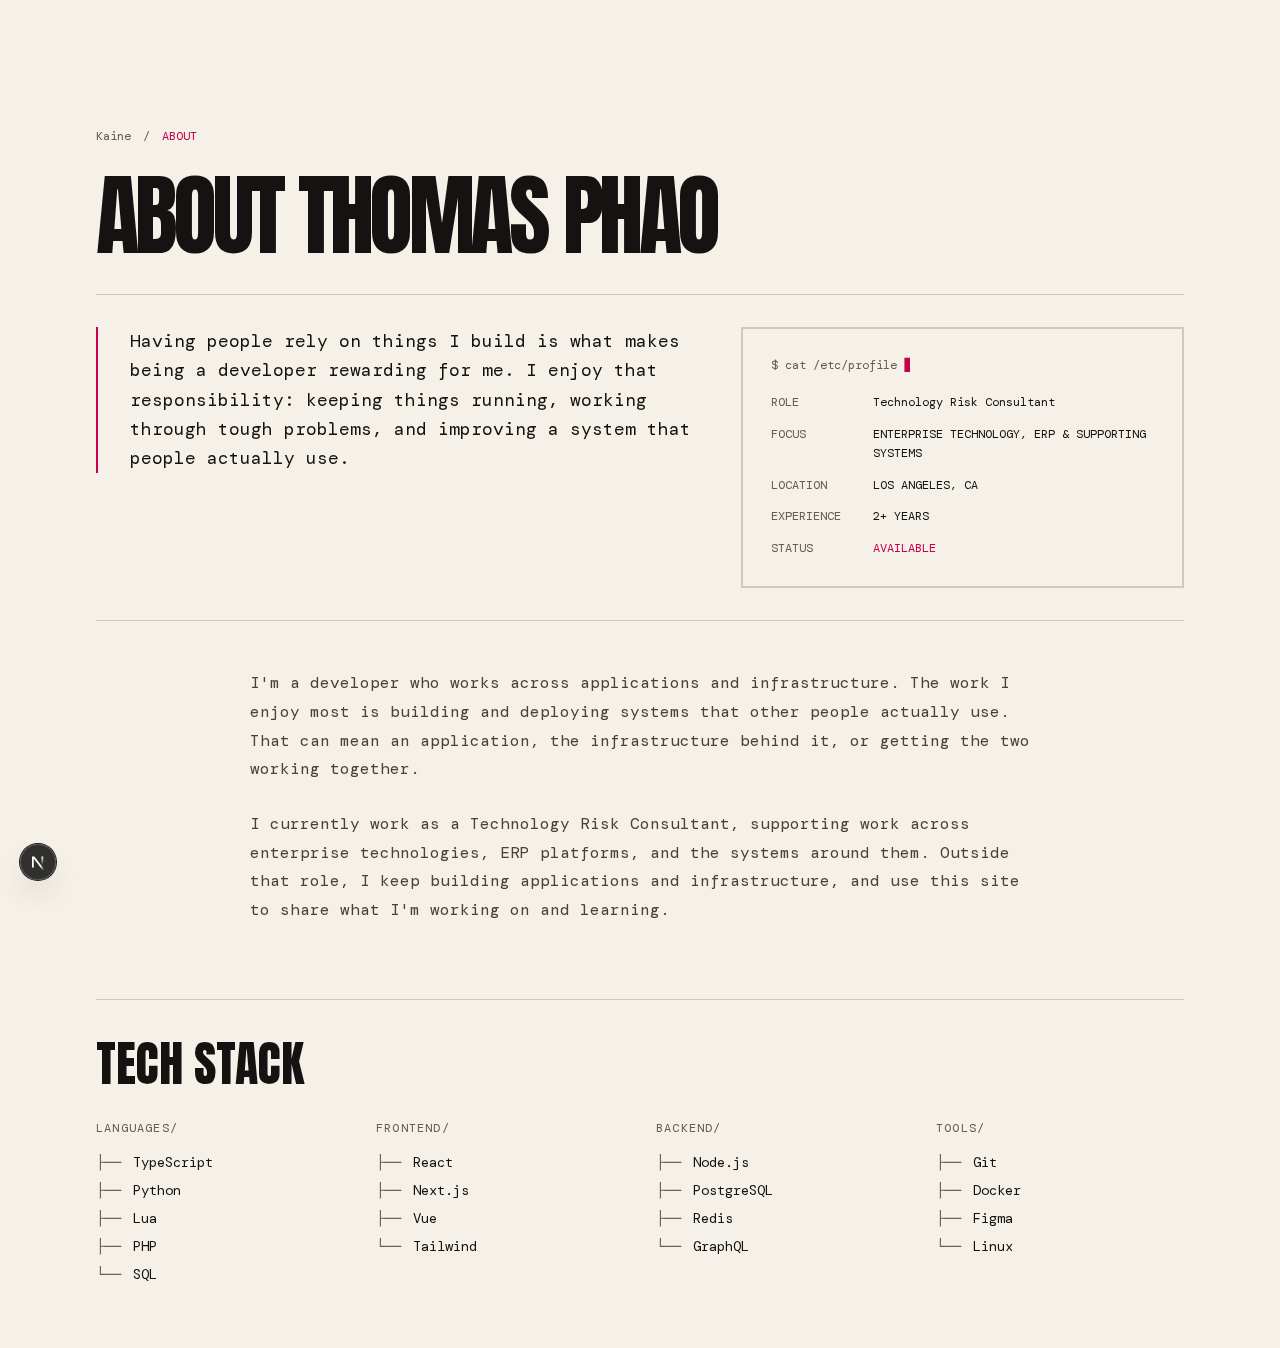 Kaine / ABOUT
ABOUT THOMAS PHAO
Having people rely on things I build is what makes
being a developer rewarding for me. I enjoy that
responsibility: keeping things running, working
through tough problems, and improving a system that
people actually use.
$ cat /etc/profile
ROLE Technology Risk Consultant
FOCUS ENTERPRISE TECHNOLOGY, ERP & SUPPORTING
SYSTEMS
LOCATION LOS ANGELES, CA
EXPERIENCE 2+ YEARS
STATUS AVAILABLE
I'm a developer who works across applications and infrastructure. The work I
enjoy most is building and deploying systems that other people actually use.
That can mean an application, the infrastructure behind it, or getting the two
working together.
I currently work as a Technology Risk Consultant, supporting work across
enterprise technologies, ERP platforms, and the systems around them. Outside
that role, I keep building applications and infrastructure, and use this site
to share what I'm working on and learning.
N
TECH STACK
LANGUAGES/
├── TypeScript
├── Python
├── Lua
├── PHP
└── SQL
FRONTEND/
├── React
├── Next.js
├── Vue
└── Tailwind
BACKEND/
├── Node.js
├── PostgreSQL
├── Redis
└── GraphQL
TOOLS/
├── Git
├── Docker
├── Figma
└── Linux